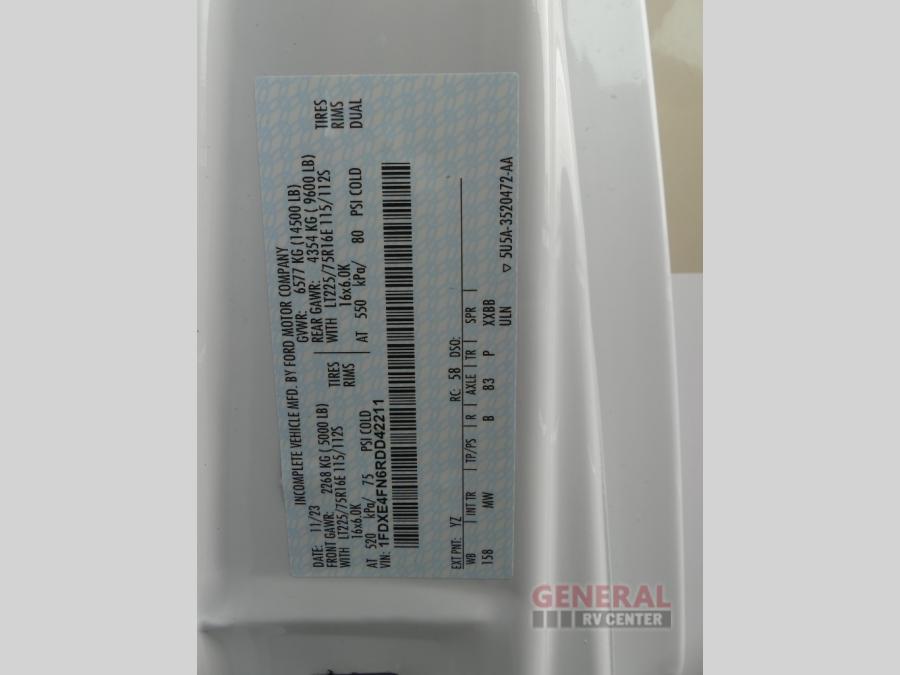 INCOMPLETE VEHICLE MFD. BY FORD MOTOR COMPANY
DATE: 11/23 GVWR: 6577 KG (14500 LB)
FRONT GAWR: 2268 KG (5000 LB) REAR GAWR: 4354 KG ( 9600 LB)
WITH LT225/75R16E 115/112S TIRES WITH LT225/75R16E 115/112S TIRES
16x6.0K RIMS 16x6.0K RIMS
AT 520 kPa/ 75 PSI COLD AT 550 kPa/ 80 PSI COLD DUAL
VIN: 1FDXE4FN6RDD42211
EXT PNT: YZ RC: 58 DSO:
WB INT TR TP/PS R AXLE TR SPR
158 MW B 83 P XXBB
ULN 5U5A-3520472-AA
GENERAL
RV CENTER